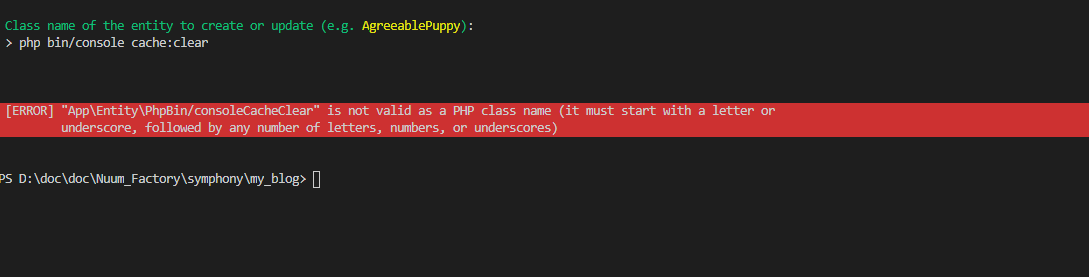 Class name of the entity to create or update (e.g. AgreeablePuppy):
> php bin/console cache:clear
[ERROR] "App\Entity\PhpBin/consoleCacheClear" is not valid as a PHP class name (it must start with a letter or
underscore, followed by any number of letters, numbers, or underscores)
PS D:\doc\doc\Nuum_Factory\symphony\my_blog>